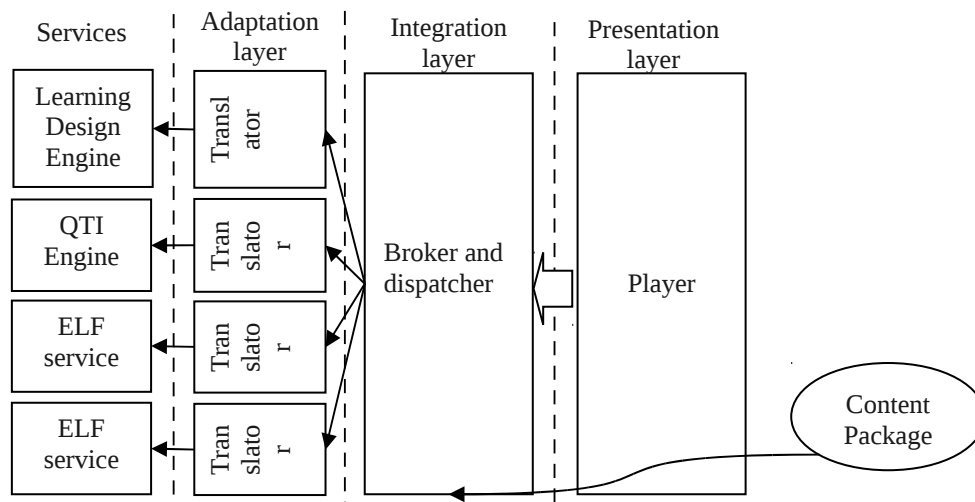 Services
Adaptation
layer
Integration
layer
Presentation
layer
Learning
Design
Engine
Transl
ator
QTI
Engine
Tran
slato
r
ELF
service
Tran
slato
r
ELF
service
Tran
slato
r
Broker and
dispatcher
Player
Content
Package